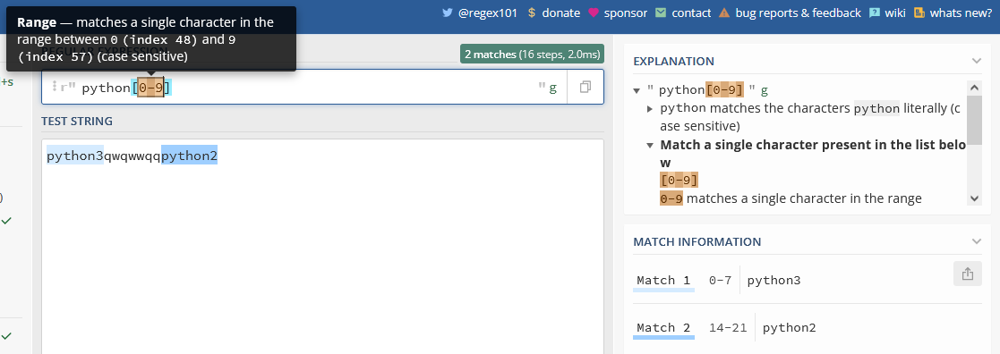 @regex101 $ donate sponsor contact bug reports & feedback wiki whats new?
Range — matches a single character in the
range between 0 (index 48) and 9
(index 57) (case sensitive)
REGULAR EXPRESSION
2 matches (16 steps, 2.0ms)
+s
r" python[0-9] " g
TEST STRING
python3qwqwwqqpython2
)
EXPLANATION
" python[0-9] " g
python matches the characters python literally (c
ase sensitive)
Match a single character present in the list belo
w
[0-9]
0-9 matches a single character in the range
MATCH INFORMATION
Match 1 0-7 python3
Match 2 14-21 python2